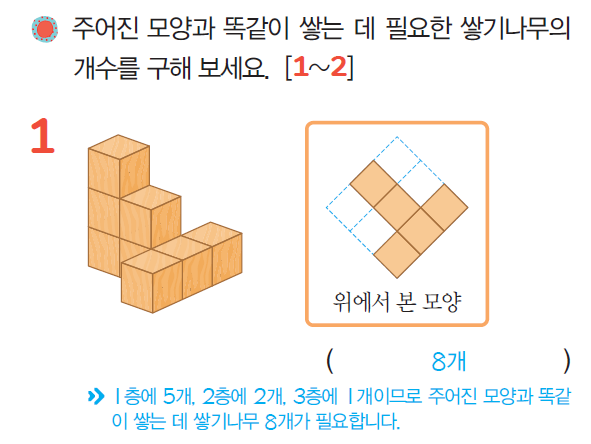 주어진 모양과 똑같이 쌓는 데 필요한 쌓기나무의
개수를 구해 보세요. [1~2]
1
위에서 본 모양
( 8개 )
1층에 5개, 2층에 2개, 3층에 1개이므로 주어진 모양과 똑같
이 쌓는 데 쌓기나무 8개가 필요합니다.